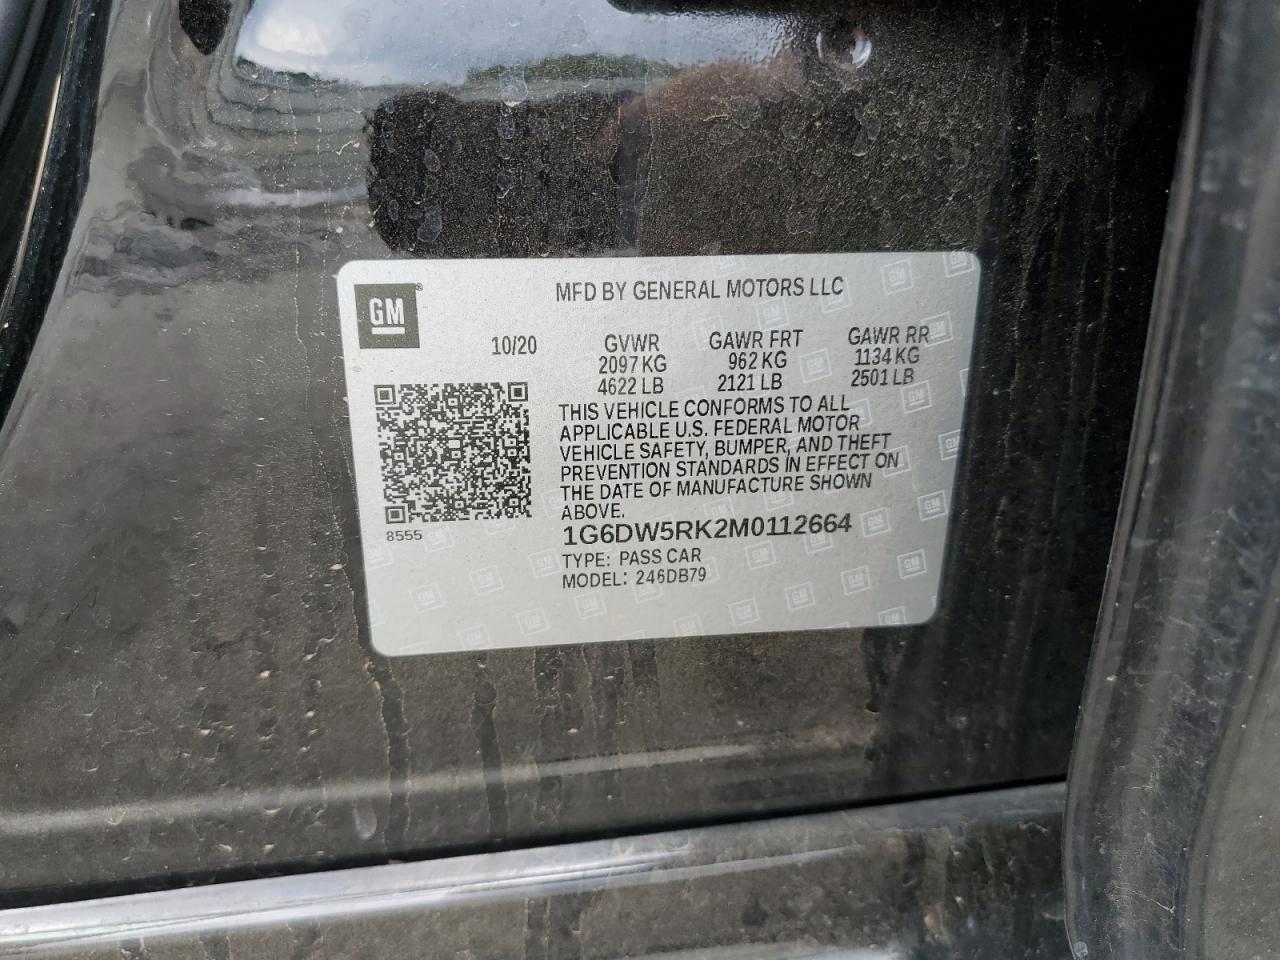 GM
MFD BY GENERAL MOTORS LLC
10/20
GVWR GAWR FRT GAWR RR
2097 KG 962 KG 1134 KG
4622 LB 2121 LB 2501 LB
THIS VEHICLE CONFORMS TO ALL
APPLICABLE U.S. FEDERAL MOTOR
VEHICLE SAFETY, BUMPER, AND THEFT
PREVENTION STANDARDS IN EFFECT ON
THE DATE OF MANUFACTURE SHOWN
ABOVE.
8555
1G6DW5RK2M0112664
TYPE: PASS CAR
MODEL: 246DB79